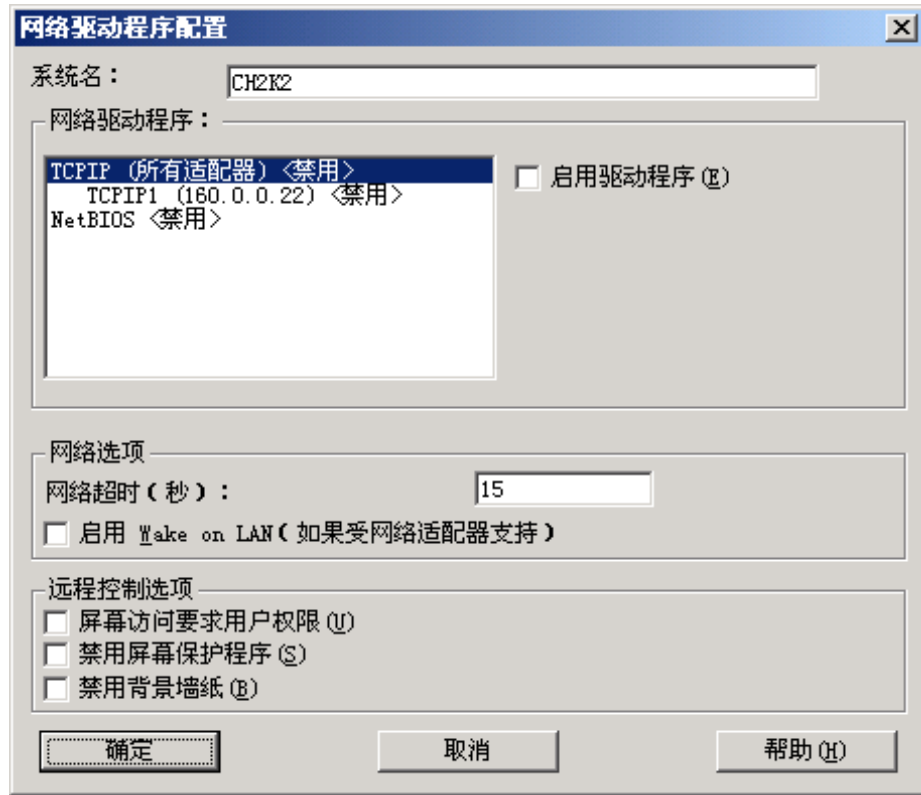 网络驱动程序配置
系统名：
CH2K2
网络驱动程序：
TCPIP (所有适配器) <禁用>
TCPIP1 (160.0.0.22) <禁用>
NetBIOS <禁用>
启用驱动程序(E)
网络选项
网络超时(秒)：
15
启用 Wake on LAN(如果受网络适配器支持)
远程控制选项
屏幕访问要求用户权限(U)
禁用屏幕保护程序(S)
禁用背景墙纸(B)
确定
取消
帮助(H)